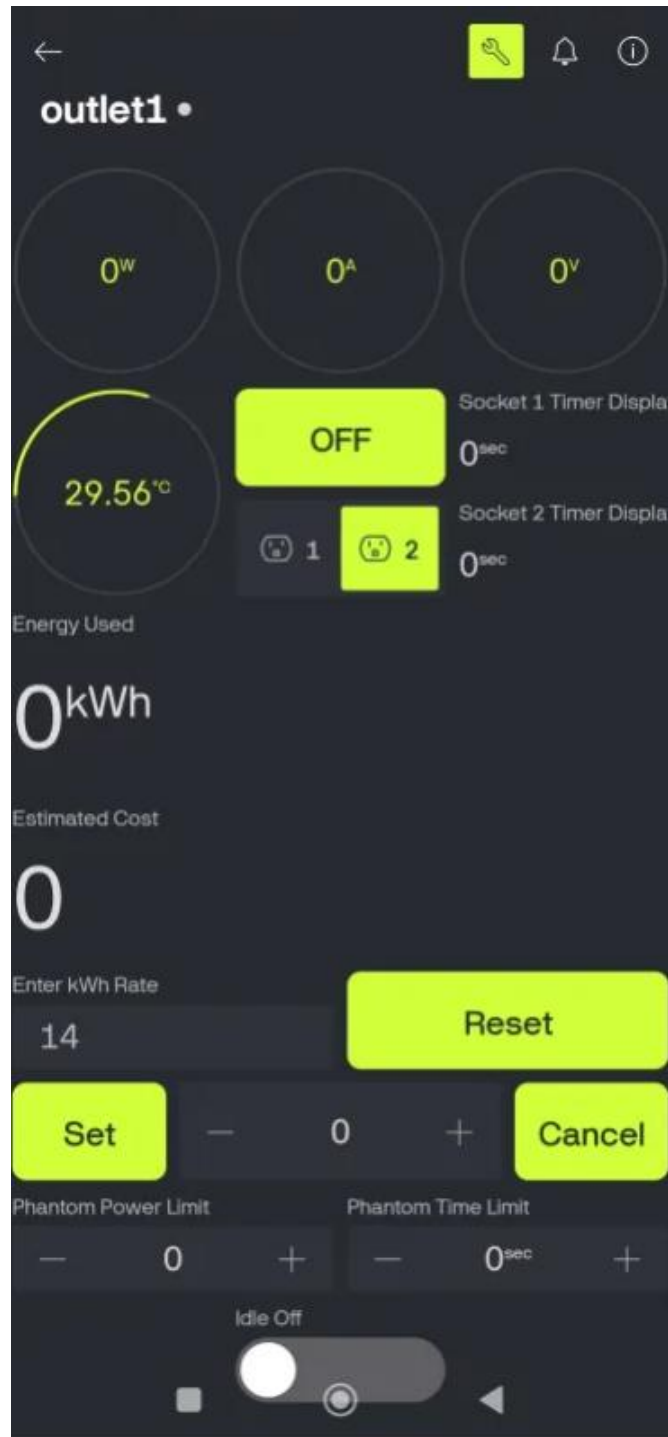 outlet1
0W
0A
0V
29.56°C
OFF
Socket 1 Timer Displa
0sec
1
2
Socket 2 Timer Displa
0sec
Energy Used
0kWh
Estimated Cost
0
Enter kWh Rate
14
Reset
Set
− 0 +
Cancel
Phantom Power Limit
Phantom Time Limit
− 0 +
− 0sec +
Idle Off